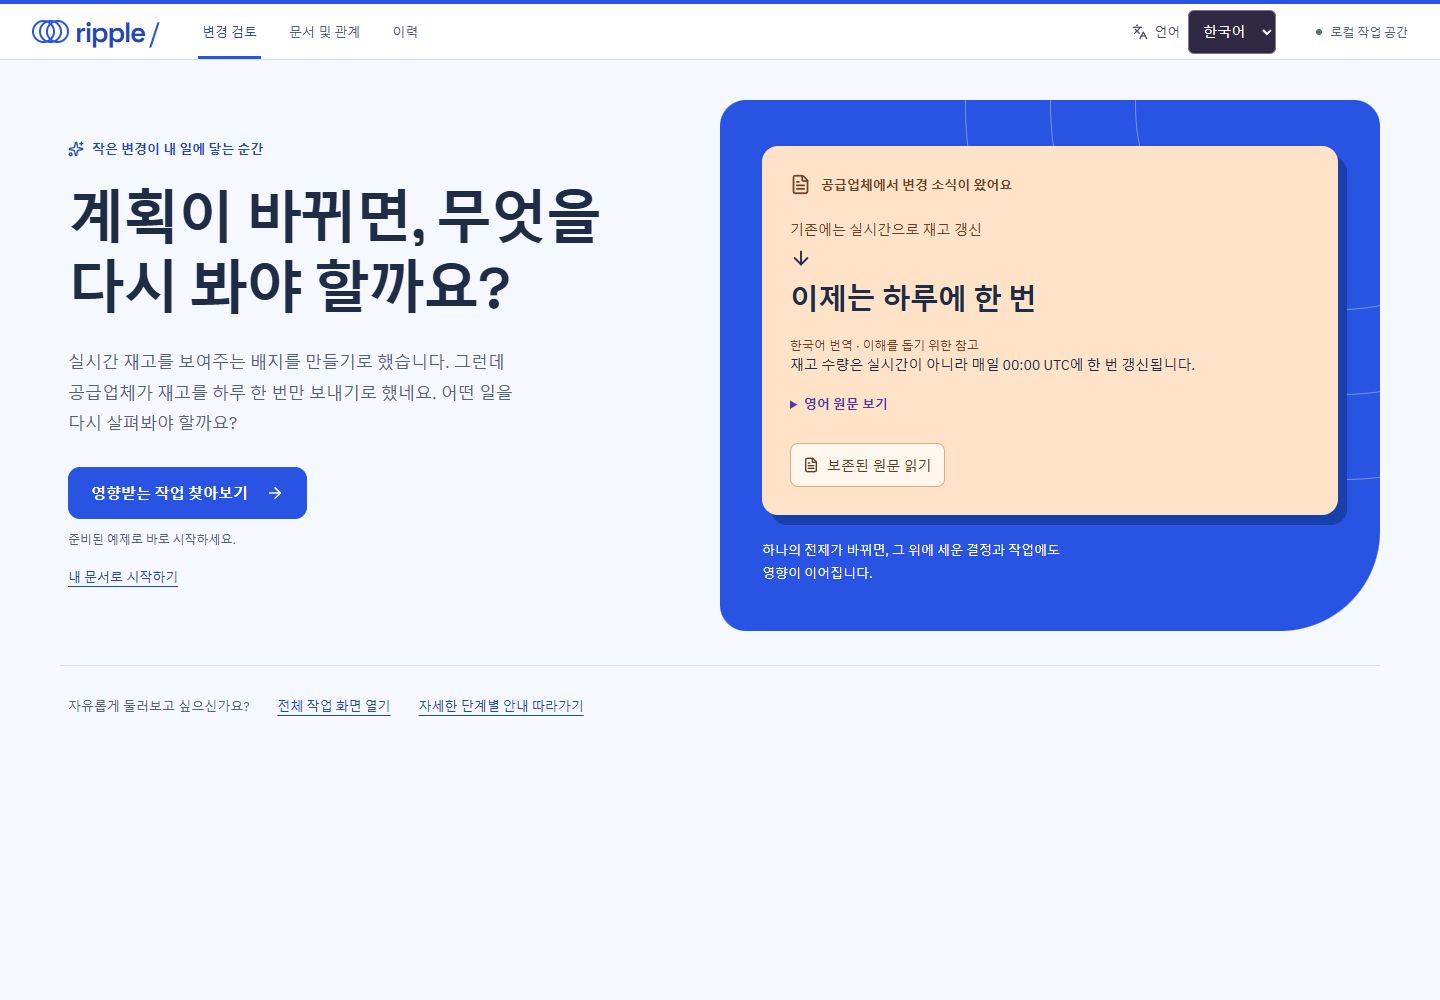 ripple/
변경 검토
문서 및 관계
이력
언어
한국어
로컬 작업 공간
작은 변경이 내 일에 닿는 순간
계획이 바뀌면, 무엇을
다시 봐야 할까요?
실시간 재고를 보여주는 배지를 만들기로 했습니다. 그런데
공급업체가 재고를 하루 한 번만 보내기로 했네요. 어떤 일을
다시 살펴봐야 할까요?
영향받는 작업 찾아보기
준비된 예제로 바로 시작하세요.
내 문서로 시작하기
공급업체에서 변경 소식이 왔어요
기존에는 실시간으로 재고 갱신
이제는 하루에 한 번
한국어 번역 · 이해를 돕기 위한 참고
재고 수량은 실시간이 아니라 매일 00:00 UTC에 한 번 갱신됩니다.
영어 원문 보기
보존된 원문 읽기
하나의 전제가 바뀌면, 그 위에 세운 결정과 작업에도
영향이 이어집니다.
자유롭게 둘러보고 싶으신가요?
전체 작업 화면 열기
자세한 단계별 안내 따라가기